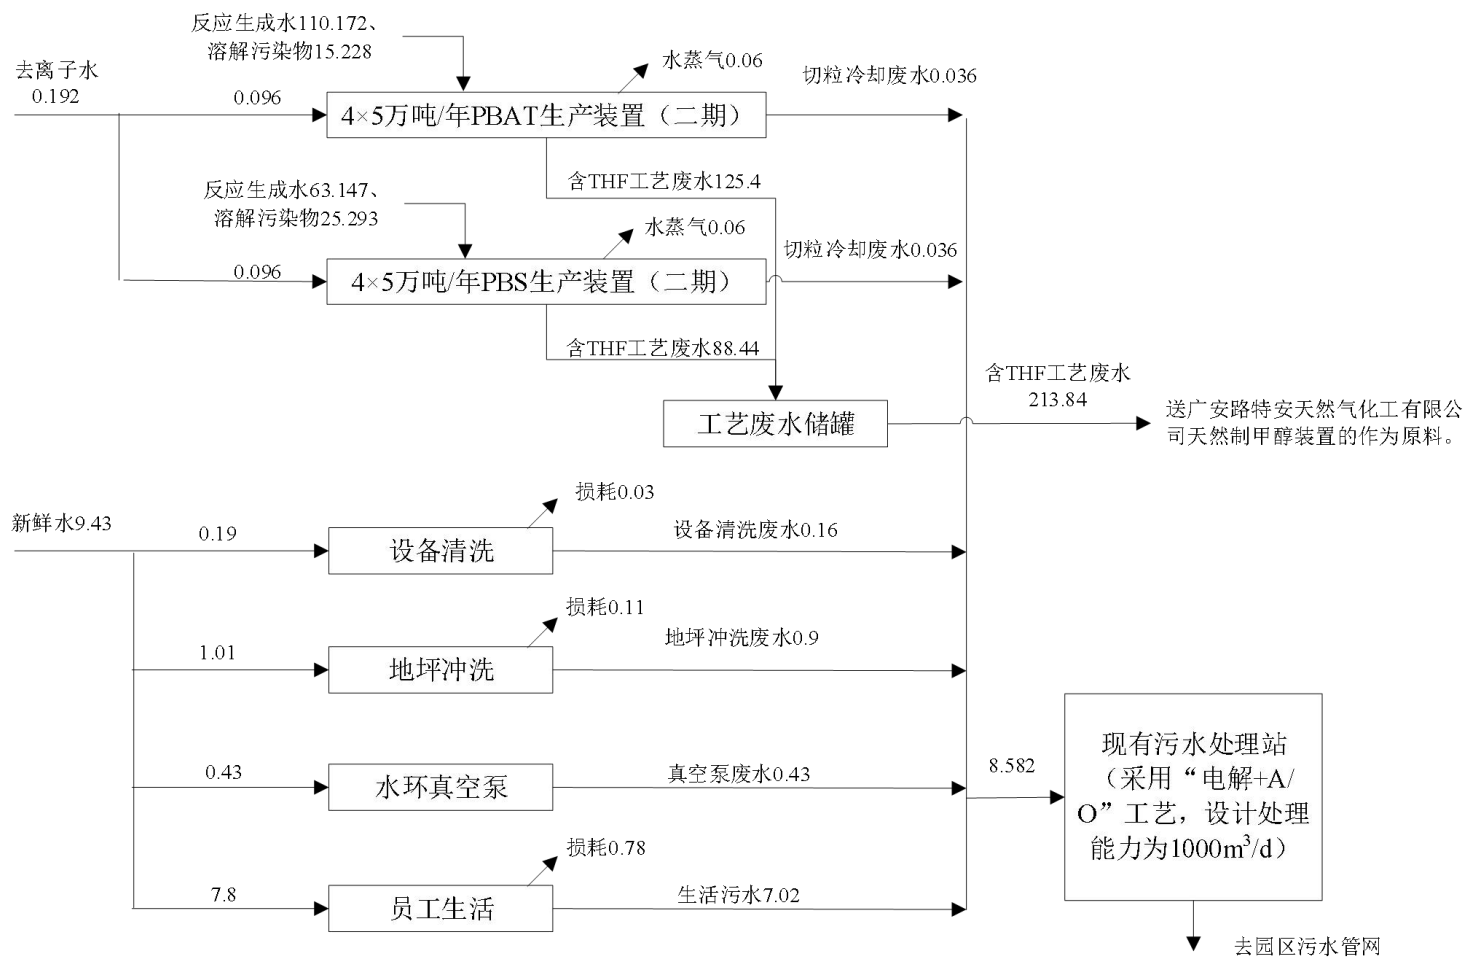 反应生成水110.172、
溶解污染物15.228
水蒸气0.06
切粒冷却废水0.036
去离子水
0.192
0.096
4×5万吨/年PBAT生产装置（二期）
含THF工艺废水125.4
反应生成水63.147、
溶解污染物25.293
水蒸气0.06
切粒冷却废水0.036
0.096
4×5万吨/年PBS生产装置（二期）
含THF工艺废水88.44
含THF工艺废水
213.84
工艺废水储罐
送广安路特安天然气化工有限公
司天然制甲醇装置的作为原料。
新鲜水9.43
0.19
损耗0.03
设备清洗
设备清洗废水0.16
1.01
损耗0.11
地坪冲洗
地坪冲洗废水0.9
0.43
水环真空泵
真空泵废水0.43
8.582
现有污水处理站
（采用“电解+A/
O”工艺，设计处理
能力为1000m³/d）
7.8
损耗0.78
员工生活
生活污水7.02
去园区污水管网